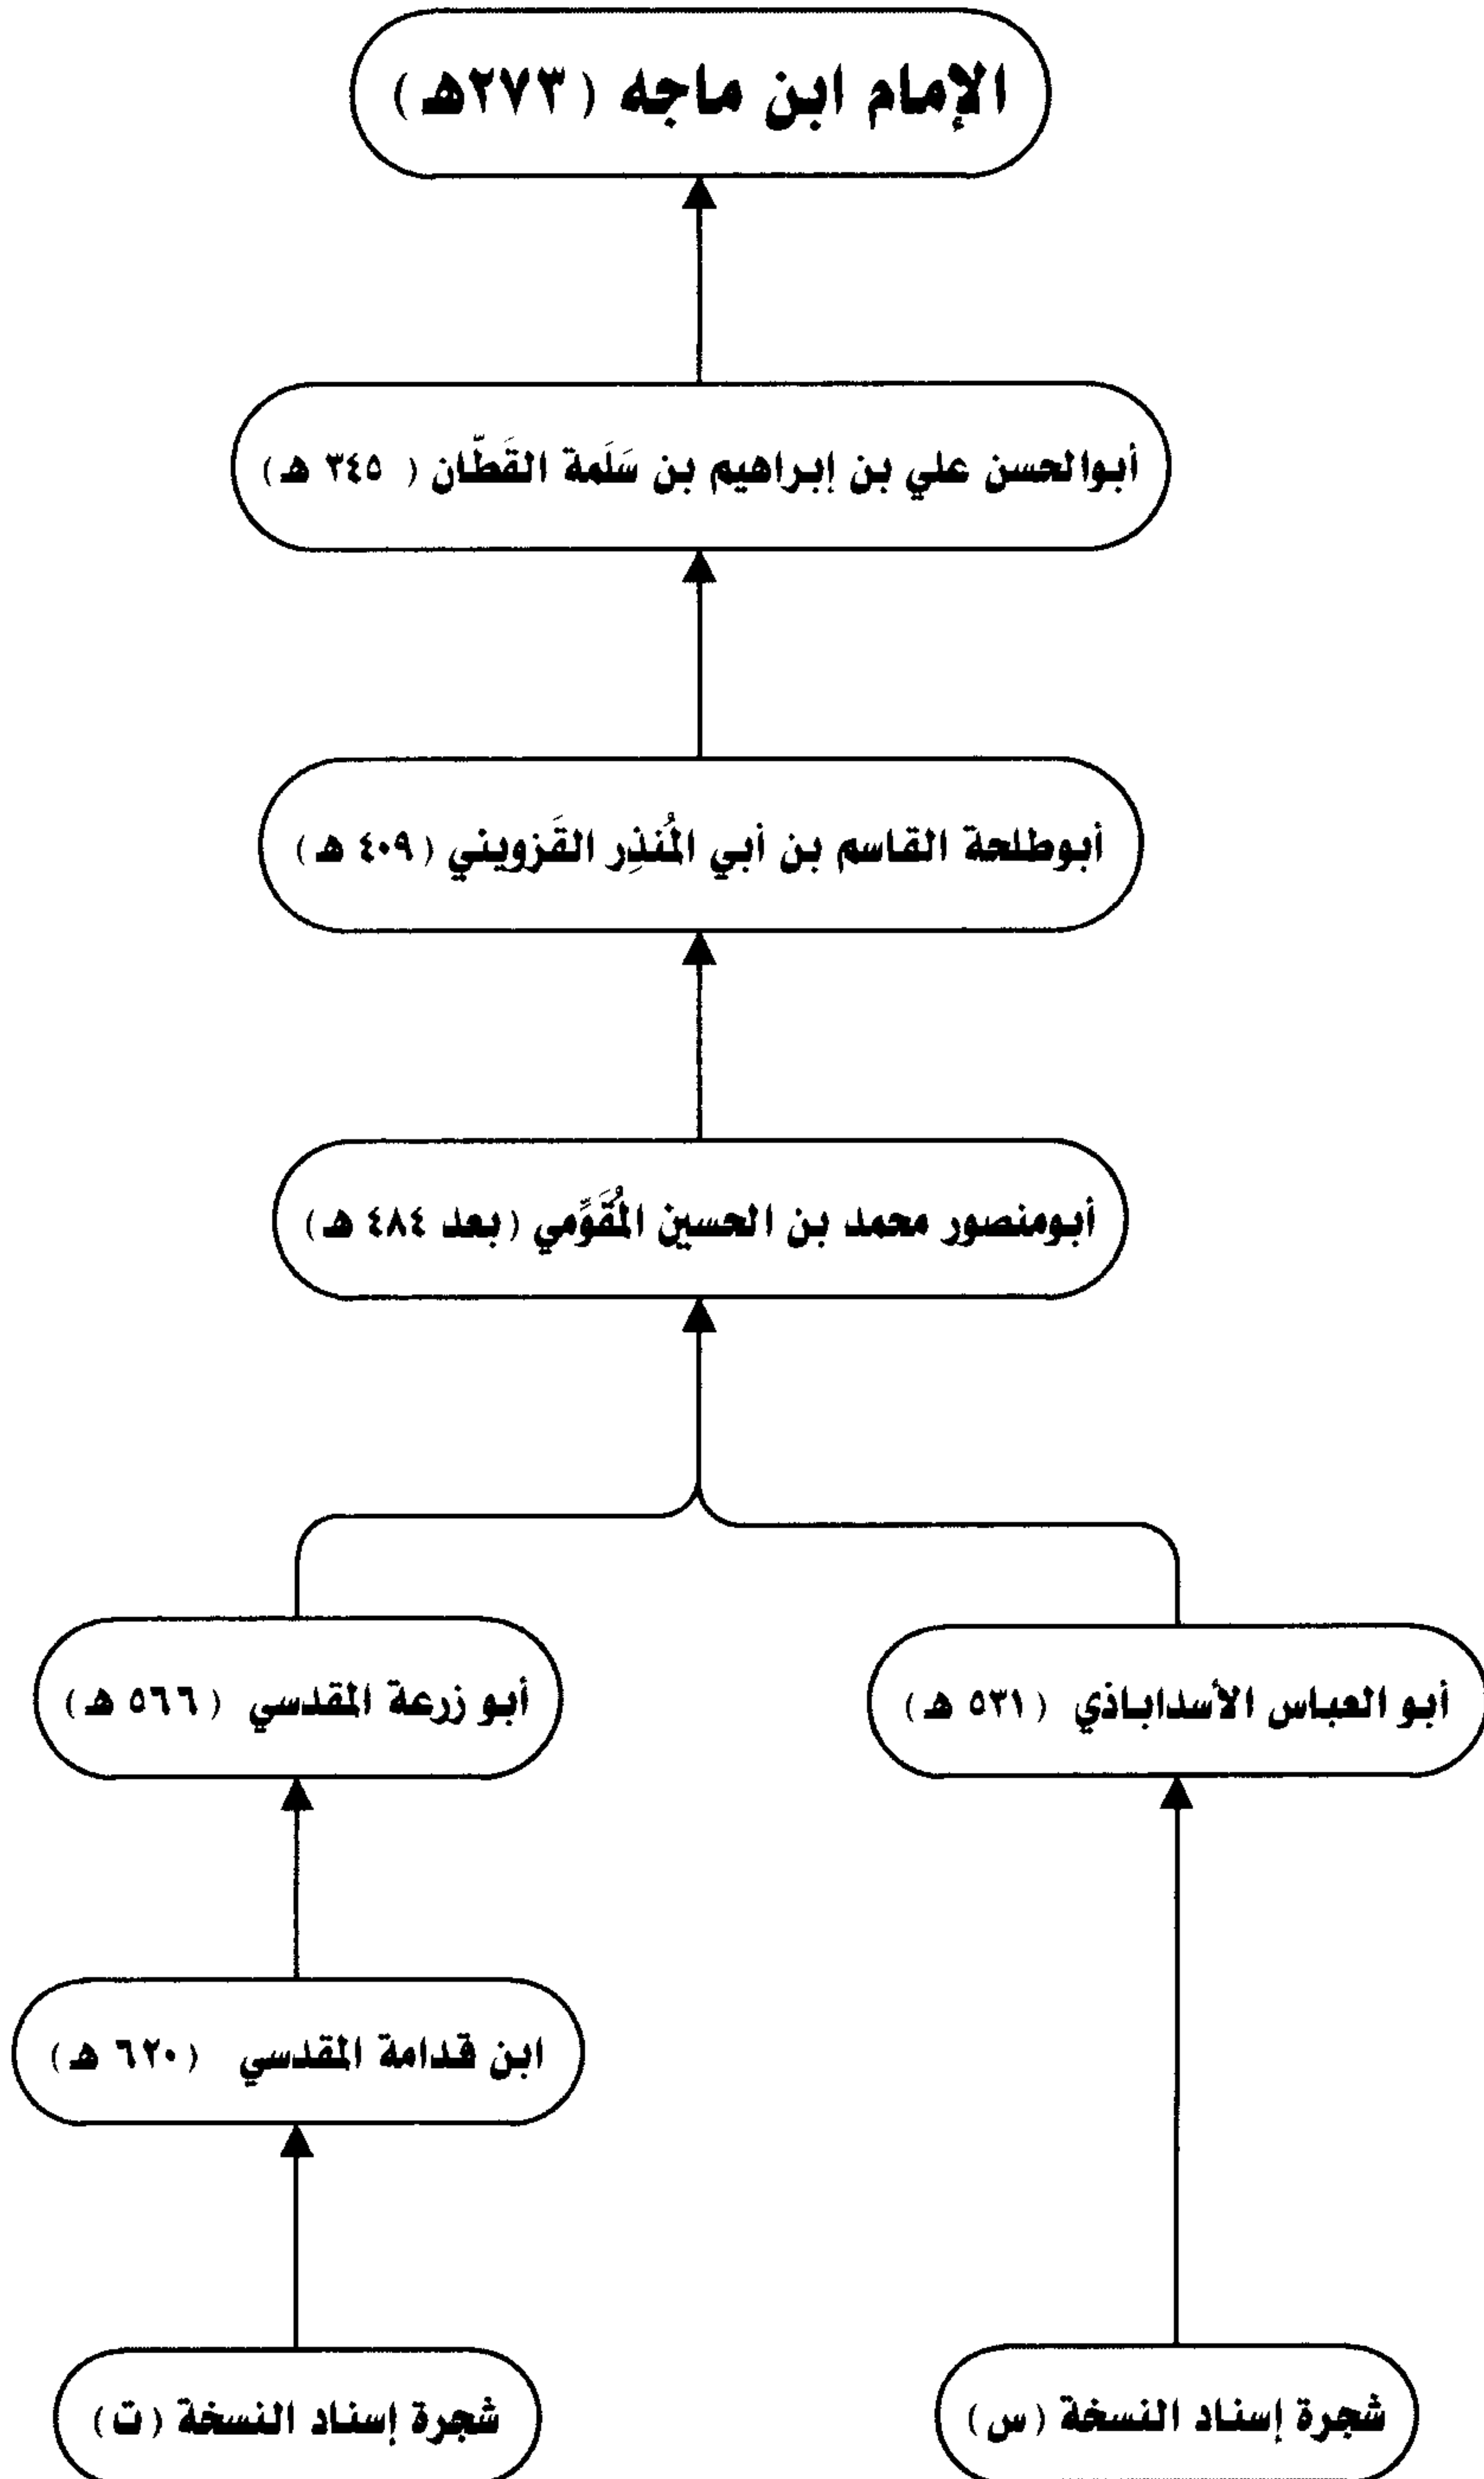 الإمام ابن ماجه (٢٧٣هـ)
أبوالحسن علي بن إبراهيم بن سَلَمة القَطّان ( ٣٤٥ هـ)
أبوطلحة القاسم بن أبي المُنذِر القَزويني (٤٠٩ هـ)
أبومنصور محمد بن الحسين المُقَوِّمي (بعد ٤٨٤ هـ)
أبو العباس الأسداباذي (٥٣١ هـ)
أبو زرعة المقدسي (٥٦٦ هـ)
ابن قدامة المقدسي (٦٢٠ هـ)
شجرة إسناد النسخة (س)
شجرة إسناد النسخة (ت)